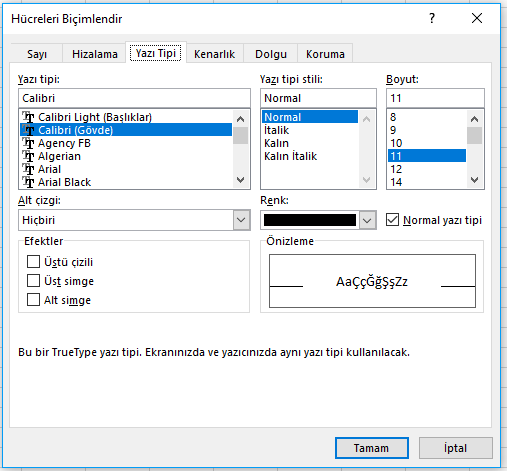 Hücreleri Biçimlendir
Sayı Hizalama Yazı Tipi Kenarlık Dolgu Koruma
Yazı tipi: Yazı tipi stili: Boyut:
Calibri Normal 11
Calibri Light (Başlıklar) Normal 8
Calibri (Gövde) İtalik 9
Agency FB Kalın 10
Algerian Kalın İtalik 11
Arial 12
Arial Black 14
Alt çizgi: Renk:
Hiçbiri Normal yazı tipi
Efektler Önizleme
Üstü çizili
Üst simge
Alt simge
AaÇçĞğŞşZz
Bu bir TrueType yazı tipi. Ekranınızda ve yazıcınızda aynı yazı tipi kullanılacak.
Tamam İptal